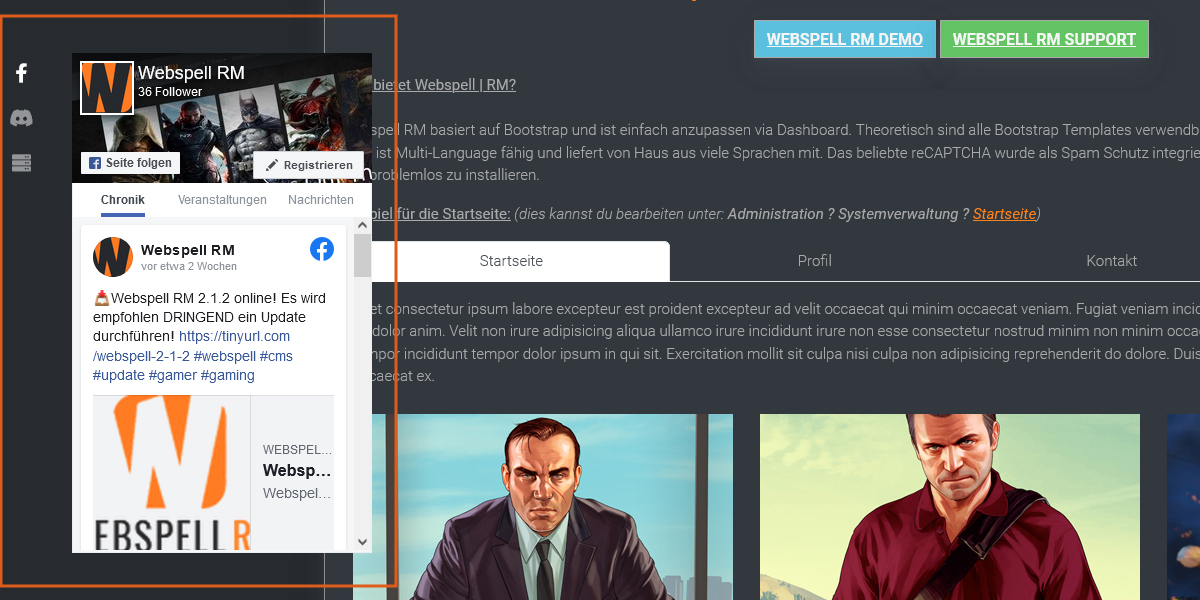 WEBSPELL RM DEMO
WEBSPELL RM SUPPORT
Webspell RM
36 Follower
Seite folgen
Registrieren
Chronik
Veranstaltungen
Nachrichten
Webspell RM
vor etwa 2 Wochen
Webspell RM 2.1.2 online! Es wird
empfohlen DRINGEND ein Update
durchführen! https://tinyurl.com
/webspell-2-1-2 #webspell #cms
#update #gamer #gaming
WEBSPEL...
Websp...
Webspel...
EBSPELL R
bietet Webspell | RM?
spell RM basiert auf Bootstrap und ist einfach anzupassen via Dashboard. Theoretisch sind alle Bootstrap Templates verwendb
ist Multi-Language fähig und liefert von Haus aus viele Sprachen mit. Das beliebte reCAPTCHA wurde als Spam Schutz integrie
problemlos zu installieren.
piel für die Startseite: (dies kannst du bearbeiten unter: Administration ? Systemverwaltung ? Startseite)
Startseite
Profil
Kontakt
et consectetur ipsum labore excepteur est proident excepteur ad velit occaecat qui minim occaecat veniam. Fugiat veniam incid
dolor anim. Velit non irure adipisicing aliqua ullamco irure incididunt irure non esse consectetur nostrud minim non minim occa
mpor incididunt tempor dolor ipsum in qui sit. Exercitation mollit sit culpa nisi culpa non adipisicing reprehenderit do dolore. Duis
caecat ex.